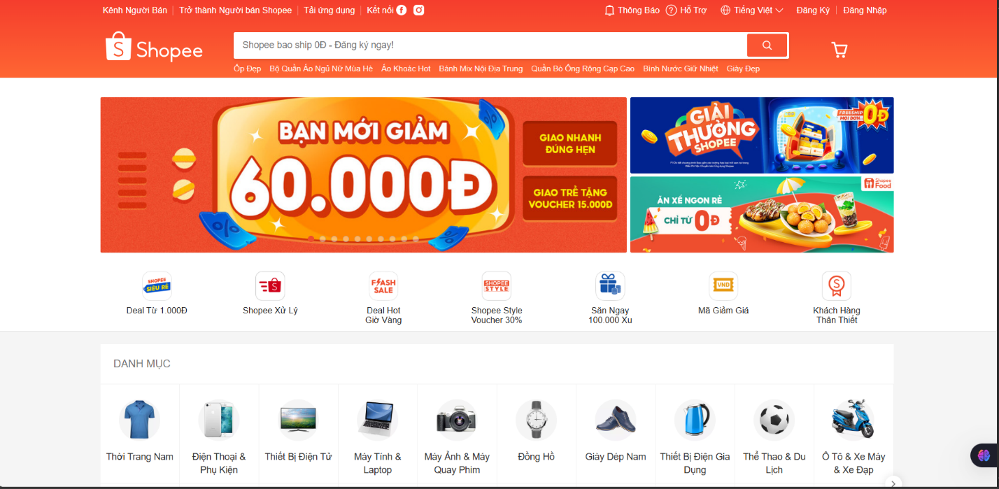 Kênh Người Bán
Trở thành Người bán Shopee
Tải ứng dụng
Kết nối
Thông Báo
Hỗ Trợ
Tiếng Việt
Đăng Ký
Đăng Nhập
Shopee
Shopee bao ship 0Đ - Đăng ký ngay!
Ốp Đẹp
Bộ Quần Áo Ngủ Nữ Mùa Hè
Áo Khoác Hot
Bánh Mix Nội Địa Trung
Quần Bò Ống Rộng Cạp Cao
Bình Nước Giữ Nhiệt
Giày Đẹp
BẠN MỚI GIẢM
60.000Đ
GIAO NHANH
ĐÚNG HẸN
GIAO TRỄ TẶNG
VOUCHER 15.000Đ
GIẢI
THƯỞNG
SHOPEE
FREESHIP
MỌI ĐƠN
0Đ
Shopee
Food
ĂN XẾ NGON RẺ
CHỈ TỪ 0Đ
SHOPEE
SIÊU RẺ
Deal Từ 1.000Đ
Shopee Xử Lý
FLASH
SALE
Deal Hot
Giờ Vàng
SHOPEE
STYLE
Shopee Style
Voucher 30%
Săn Ngay
100.000 Xu
VND
Mã Giảm Giá
Khách Hàng
Thân Thiết
DANH MỤC
Thời Trang Nam
Điện Thoại &
Phụ Kiện
Thiết Bị Điện Tử
Máy Tính &
Laptop
Máy Ảnh & Máy
Quay Phim
Đồng Hồ
Giày Dép Nam
Thiết Bị Điện Gia
Dụng
Thể Thao & Du
Lịch
Ô Tô & Xe Máy
& Xe Đạp